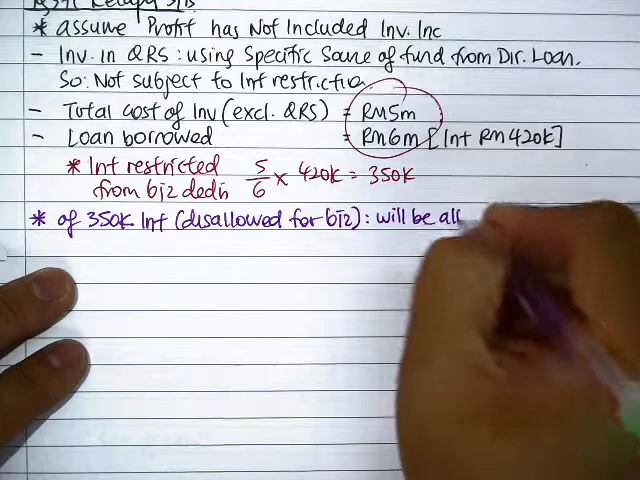 * Assume Profit has Not Included Inv. Inc
- Inv. in QRS : using Specific Source of fund from Dir. Loan.
So: Not subject to Int restriction
- Total cost of Inv (excl. QRS) = RM5m
- Loan borrowed = RM6m [Int RM420k]
* Int restricted 5/6 x 420k = 350k
from biz dedn
* of 350k Int (disallowed for biz) : will be all